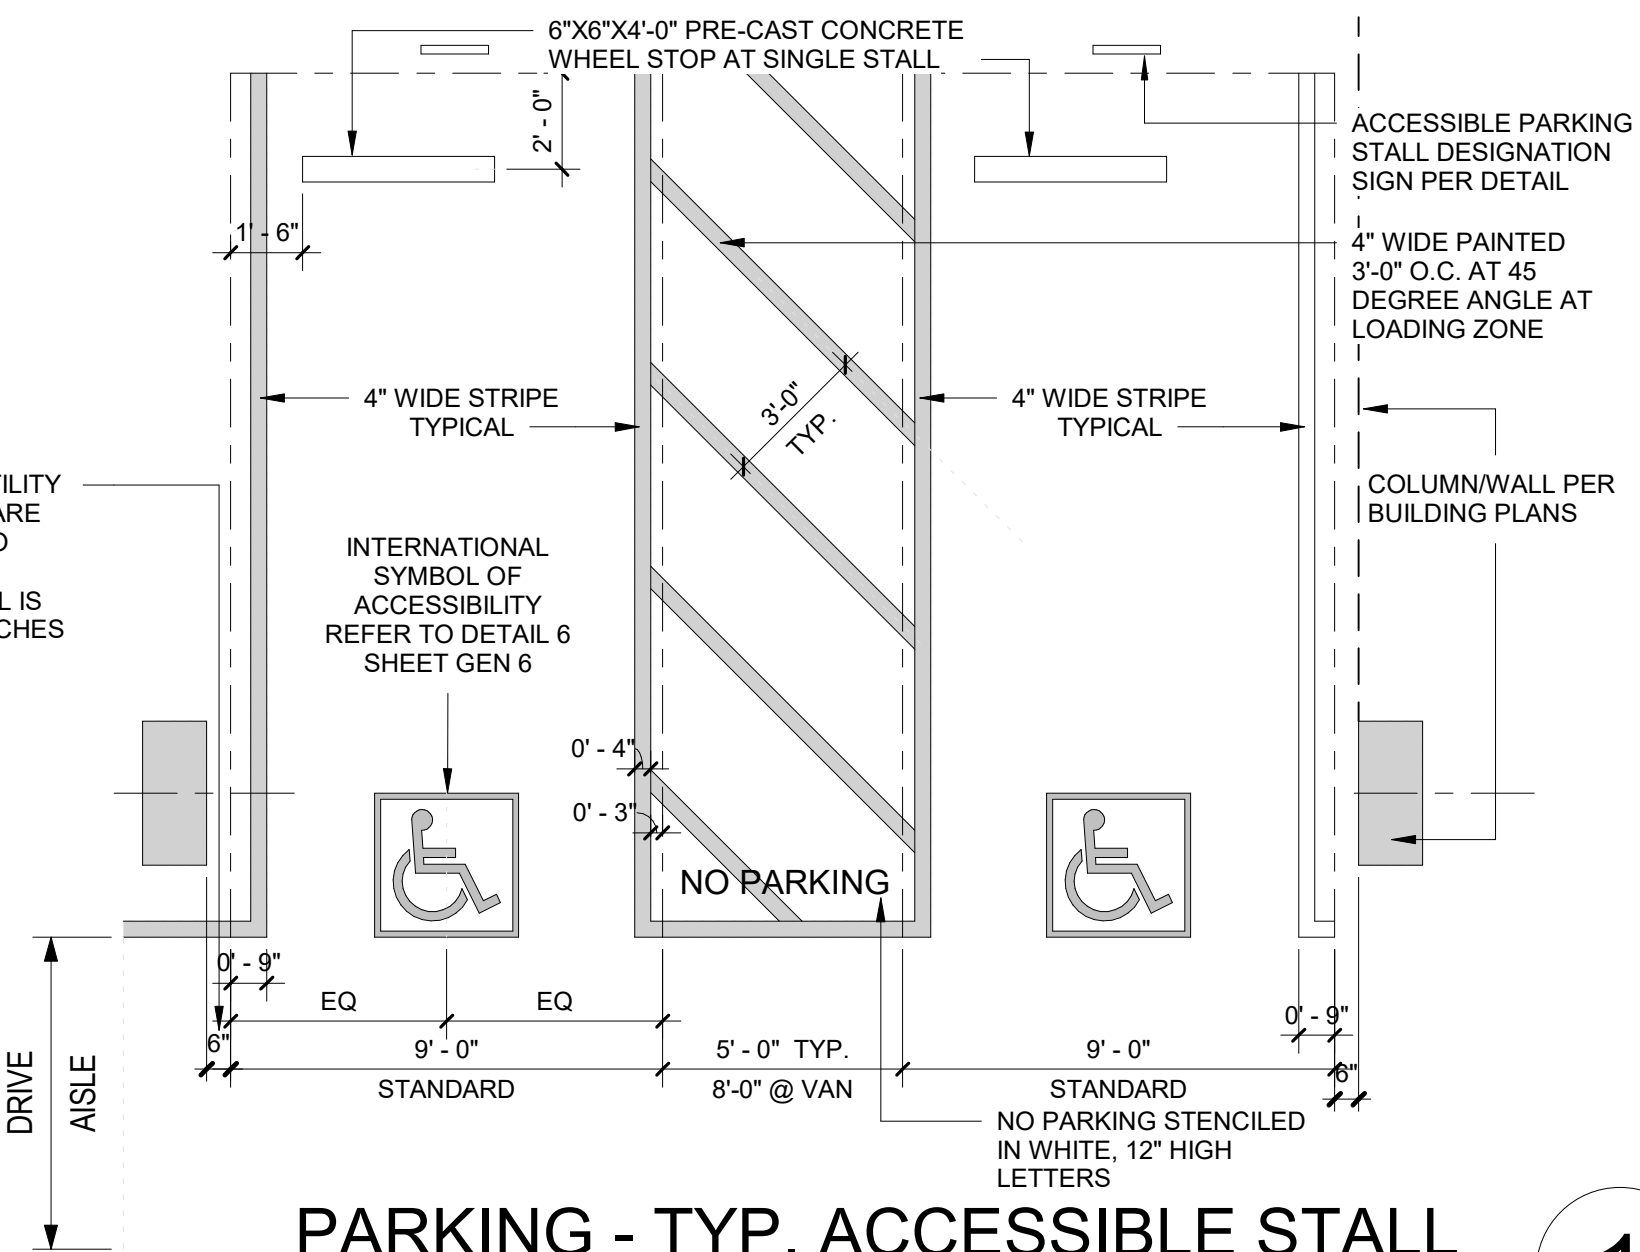 6"X6"X4'-0" PRE-CAST CONCRETE
WHEEL STOP AT SINGLE STALL
2' - 0"
ACCESSIBLE PARKING
STALL DESIGNATION
SIGN PER DETAIL
1' - 6"
4" WIDE PAINTED
3'-0" O.C. AT 45
DEGREE ANGLE AT
LOADING ZONE
4" WIDE STRIPE
TYPICAL
3'-0"
TYP.
4" WIDE STRIPE
TYPICAL
COLUMN/WALL PER
BUILDING PLANS
INTERNATIONAL
SYMBOL OF
ACCESSIBILITY
REFER TO DETAIL 6
SHEET GEN 6
L IS
0' - 4"
0' - 3"
NO PARKING
0' - 9"
EQ
EQ
0' - 9"
6"
9' - 0"
STANDARD
5' - 0" TYP.
8'-0" @ VAN
9' - 0"
STANDARD
6"
DRIVE
AISLE
NO PARKING STENCILED
IN WHITE, 12" HIGH
LETTERS
PARKING - TYP. ACCESSIBLE STALL